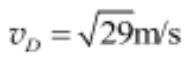 v_D = √29m/s